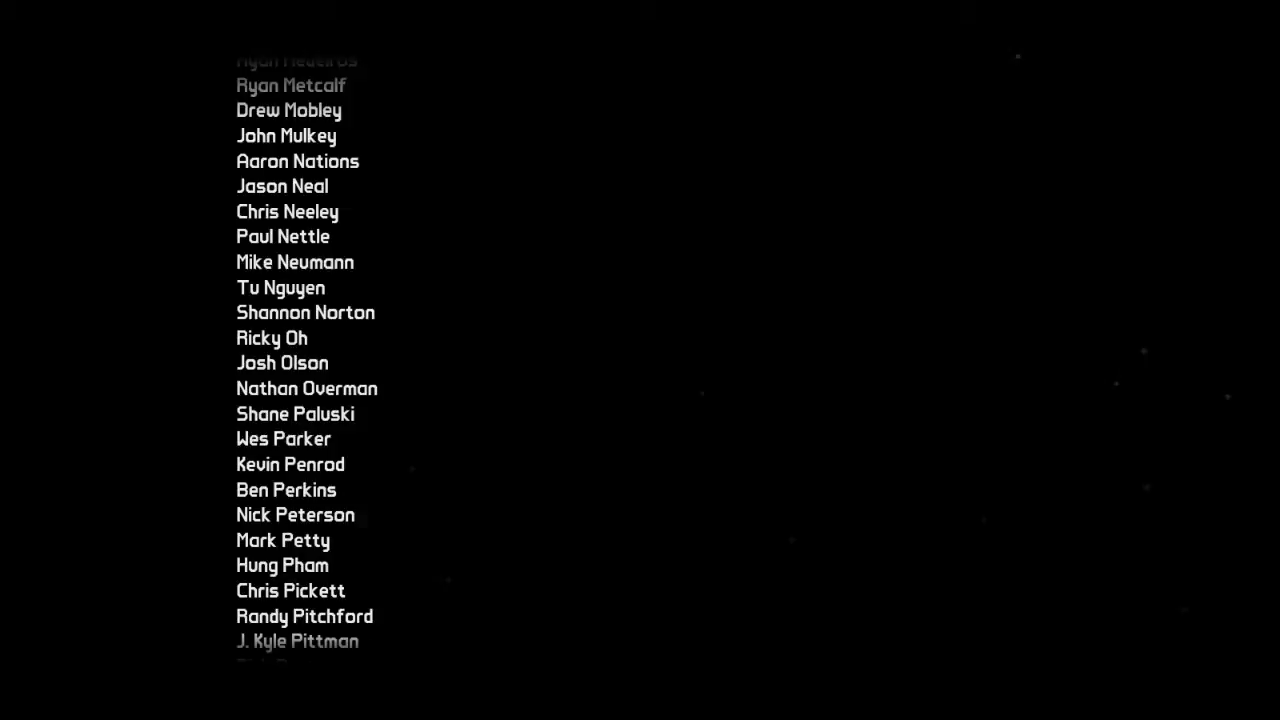 Ryan Medeiros
Ryan Metcalf
Drew Mobley
John Mulkey
Aaron Nations
Jason Neal
Chris Neeley
Paul Nettle
Mike Neumann
Tu Nguyen
Shannon Norton
Ricky Oh
Josh Olson
Nathan Overman
Shane Paluski
Wes Parker
Kevin Penrod
Ben Perkins
Nick Peterson
Mark Petty
Hung Pham
Chris Pickett
Randy Pitchford
J. Kyle Pittman